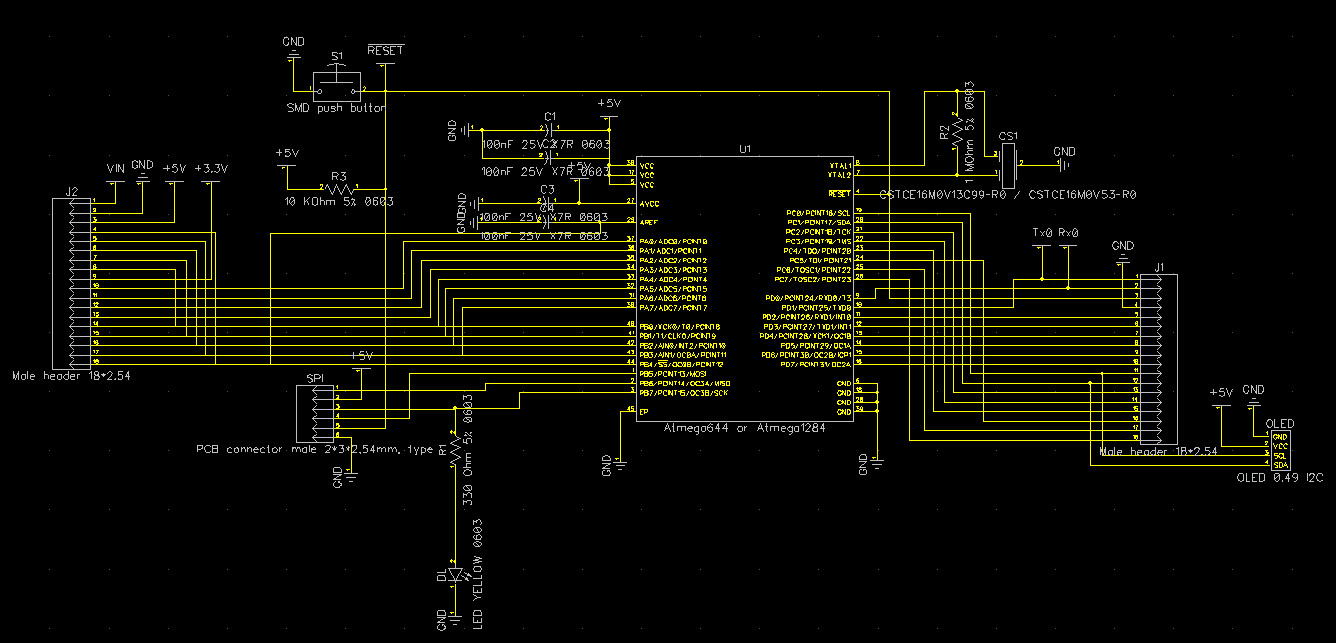 GND
S1
RESET
SMD push button
+5V
C1
GND
100nF 25V X7R 0603
C2
100nF 25V X7R 0603
+5V
C3
GND
100nF 25V X7R 0603
C4
GND
100nF 25V X7R 0603
+5V
R3
10 KOhm 5% 0603
VIN
GND
+5V
+3.3V
J2
Male header 18*2.54
R2
1 MOhm 5% 0603
CS1
GND
CSTCE16M0V13C99-R0 / CSTCE16M0V53-R0
U1
VCC
VCC
VCC
AVCC
AREF
PA0/ADC0/PCINT0
PA1/ADC1/PCINT1
PA2/ADC2/PCINT2
PA3/ADC3/PCINT3
PA4/ADC4/PCINT4
PA5/ADC5/PCINT5
PA6/ADC6/PCINT6
PA7/ADC7/PCINT7
PB0/XCK0/T0/PCINT8
PB1/T1/CLKO/PCINT9
PB2/AIN0/INT2/PCINT10
PB3/AIN1/OC0A/PCINT11
PB4/SS/OC0B/PCINT12
PB5/PCINT13/MOSI
PB6/PCINT14/OC3A/MISO
PB7/PCINT15/OC3B/SCK
EP
XTAL1
XTAL2
RESET
PC0/PCINT16/SCL
PC1/PCINT17/SDA
PC2/PCINT18/TCK
PC3/PCINT19/TMS
PC4/TDO/PCINT20
PC5/TDI/PCINT21
PC6/TOSC1/PCINT22
PC7/TOSC2/PCINT23
PD0/PCINT24/RXD0/T3
PD1/PCINT25/TXD0
PD2/PCINT26/RXD1/INT0
PD3/PCINT27/TXD1/INT1
PD4/PCINT28/XCK1/OC1B
PD5/PCINT29/OC1A
PD6/PCINT30/OC2B/ICP1
PD7/PCINT31/OC2A
GND
GND
GND
GND
Atmega644 or Atmega1284
GND
GND
Tx0
Rx0
GND
J1
Male header 18*2.54
+5V
GND
OLED
GND
VCC
SCL
SDA
OLED 0.49 I2C
+5V
SPI
PCB connector male 2*3*2.54mm, type
GND
R1
330 Ohm 5% 0603
DL
LED YELLOW 0603
GND